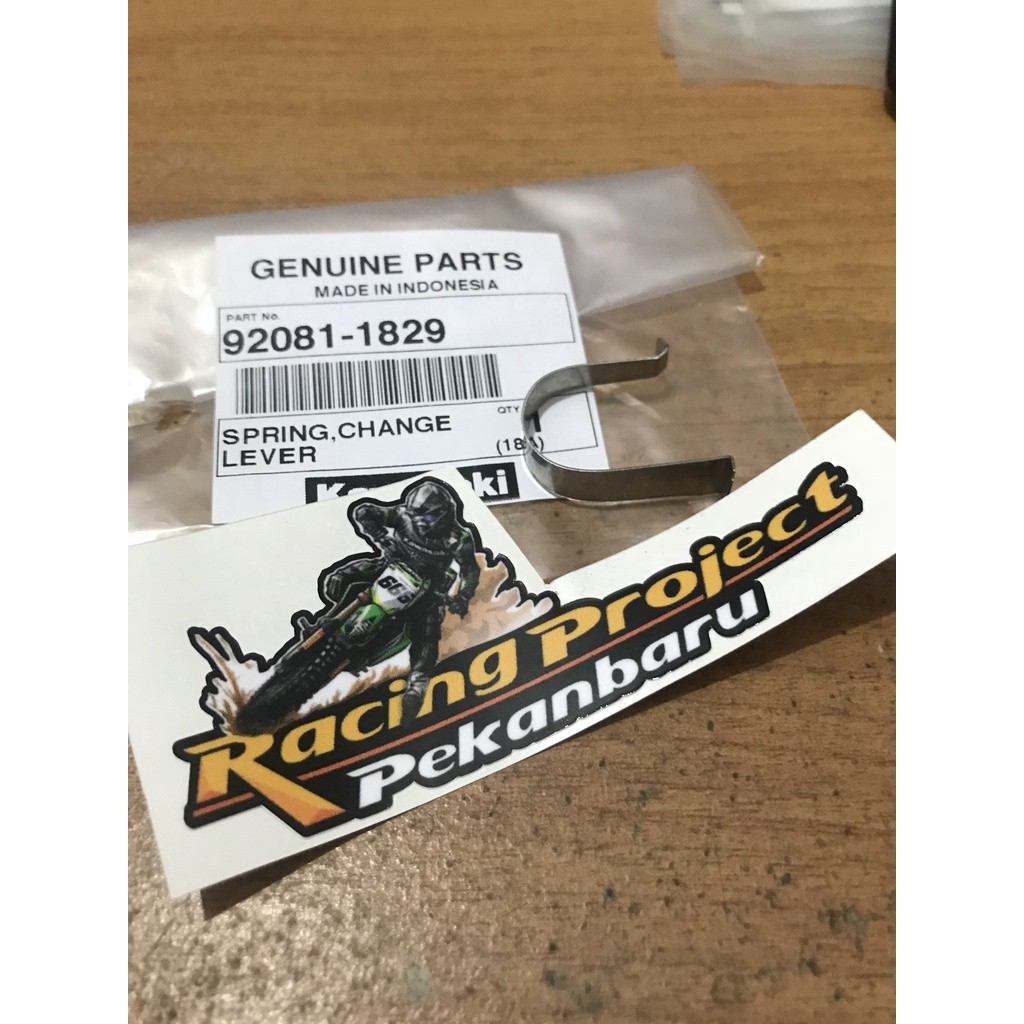 GENUINE PARTS
MADE IN INDONESIA
PART No.
92081-1829
SPRING,CHANGE
LEVER
QTY
Racing Project
Pekanbaru